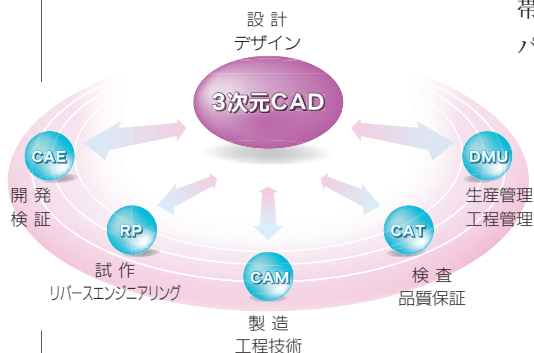 設計
デザイン
帯
パ
3次元CAD
CAE
開発
検証
RP
試作
リバースエンジニアリング
CAM
製造
工程技術
CAT
検査
品質保証
DMU
生産管理
工程管理